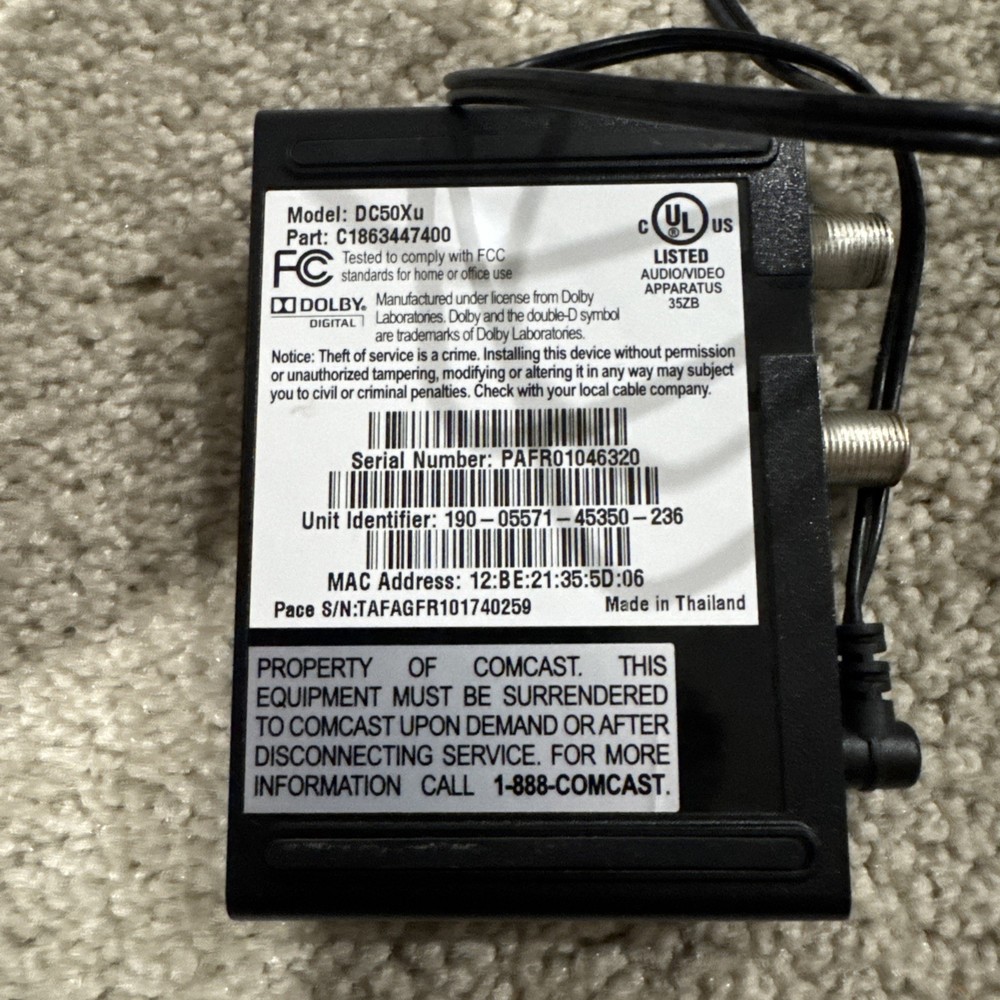 Model: DC50Xu
Part: C1863447400
FC Tested to comply with FCC
standards for home or office use
C UL US
®
LISTED
AUDIO/VIDEO
APPARATUS
35ZB
DOLBY®
DIGITAL
Manufactured under license from Dolby
Laboratories. Dolby and the double-D symbol
are trademarks of Dolby Laboratories.
Notice: Theft of service is a crime. Installing this device without permission
or unauthorized tampering, modifying or altering it in any way may subject
you to civil or criminal penalties. Check with your local cable company.
Serial Number: PAFR01046320
Unit Identifier: 190-05571-45350-236
MAC Address: 12:BE:21:35:5D:06
Pace S/N:TAFAGFR101740259 Made in Thailand
PROPERTY OF COMCAST. THIS
EQUIPMENT MUST BE SURRENDERED
TO COMCAST UPON DEMAND OR AFTER
DISCONNECTING SERVICE. FOR MORE
INFORMATION CALL 1-888-COMCAST.